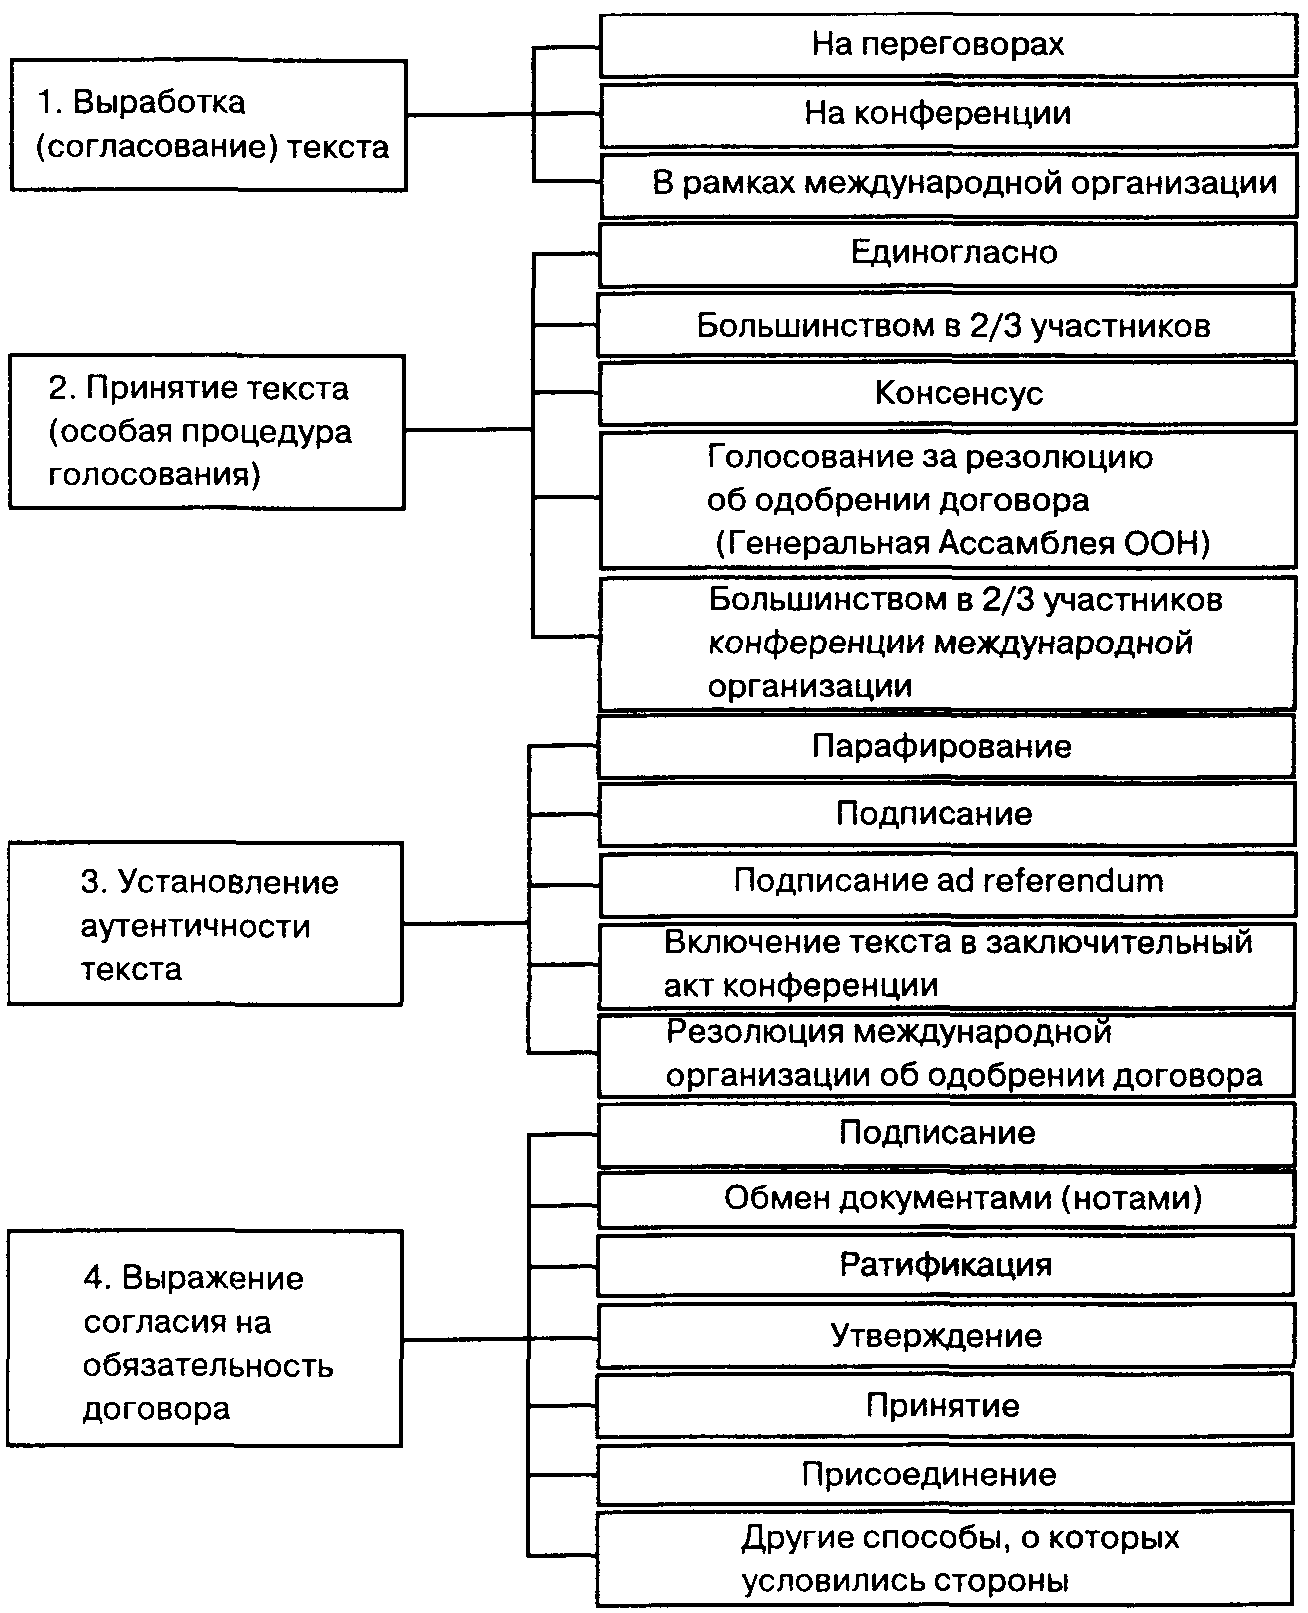 1. Выработка
(согласование) текста
На переговорах
На конференции
В рамках международной организации
2. Принятие текста
(особая процедура
голосования)
Единогласно
Большинством в 2/3 участников
Консенсус
Голосование за резолюцию
об одобрении договора
(Генеральная Ассамблея ООН)
Большинством в 2/3 участников
конференции международной
организации
3. Установление
аутентичности
текста
Парафирование
Подписание
Подписание ad referendum
Включение текста в заключительный
акт конференции
Резолюция международной
организации об одобрении договора
4. Выражение
согласия на
обязательность
договора
Подписание
Обмен документами (нотами)
Ратификация
Утверждение
Принятие
Присоединение
Другие способы, о которых
условились стороны